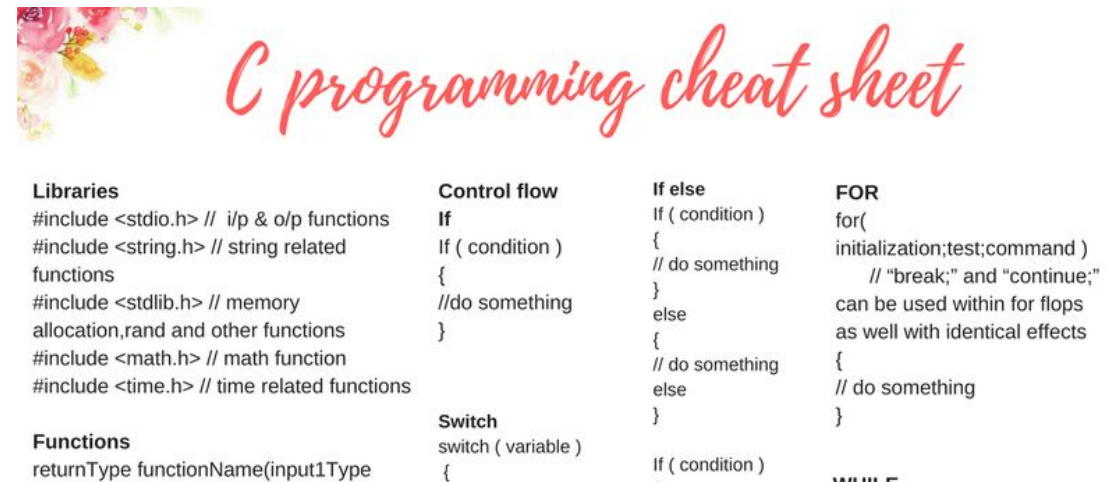 C programming cheat sheet
Libraries
#include <stdio.h> //  i/p & o/p functions
#include <string.h> // string related
functions
#include <stdlib.h> // memory
allocation,rand and other functions
#include <math.h> // math function
#include <time.h> // time related functions
Functions
returnType functionName(input1Type
Control flow
If
If ( condition )
{
//do something
}
Switch
switch ( variable )
{
If else
If ( condition )
{
// do something
}
else
{
// do something
else
}
If ( condition )
FOR
for(
initialization;test;command )
// “break;” and “continue;”
can be used within for flops
as well with identical effects
{
// do something
}
WHILE